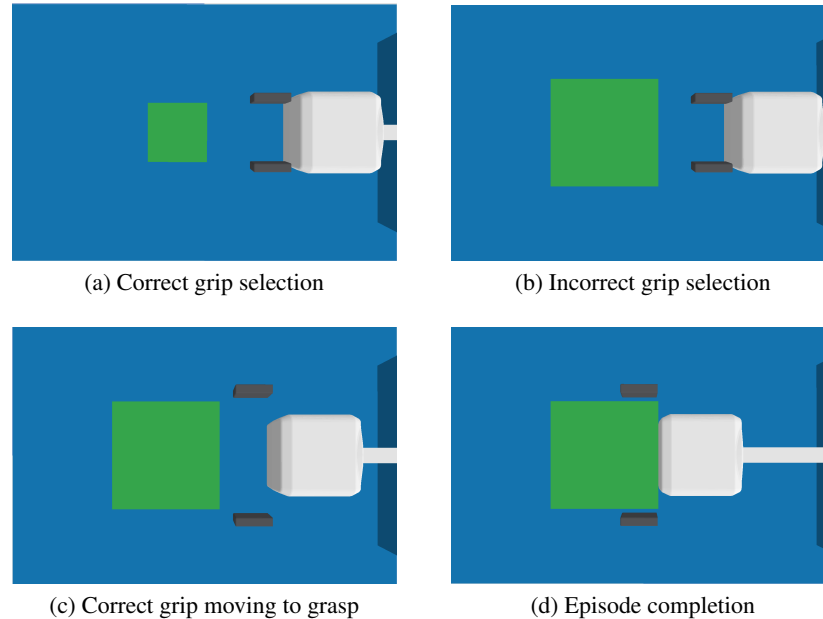 (a) Correct grip selection
(b) Incorrect grip selection
(c) Correct grip moving to grasp
(d) Episode completion